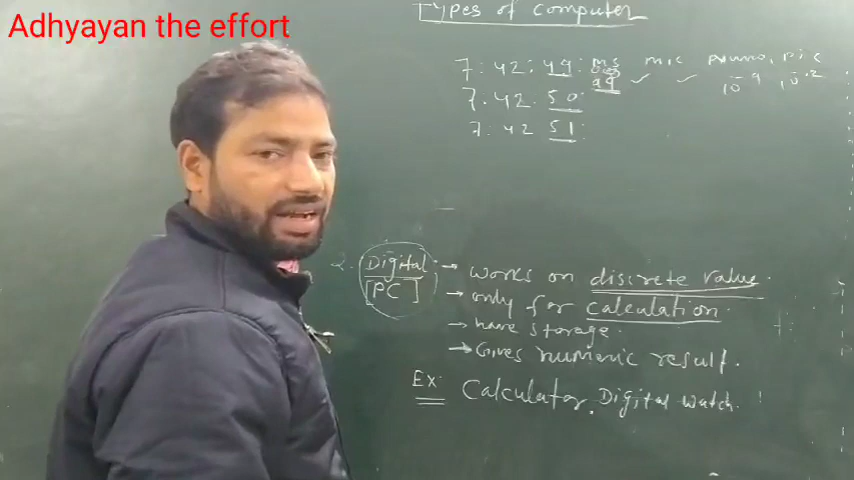 Adhyayan the effort
Types of computer
7:42:49: ms mic nano, pic
99 10^-9 10^-12
7.42.50
7:42 51:
2. Digital → works on discrete value.
[PC] → only for calculation.
→ have storage.
→ Gives numeric result.
Ex: Calculator. Digital watch.